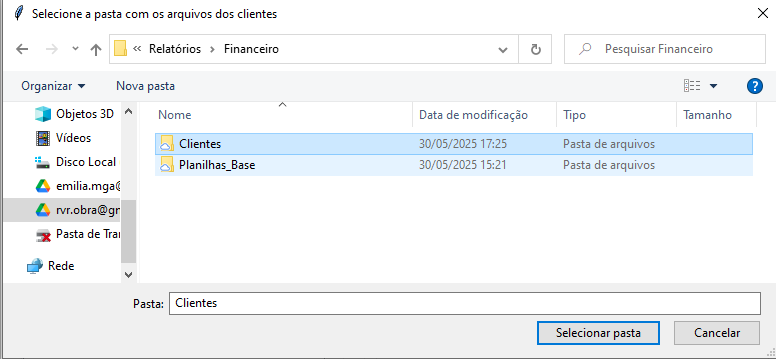 Selecione a pasta com os arquivos dos clientes
« Relatórios > Financeiro
Pesquisar Financeiro
Organizar Nova pasta
?
Nome Data de modificação Tipo Tamanho
Objetos 3D
Vídeos
Disco Local
emilia.mga@
rvr.obra@gm
Pasta de Tra
Rede
Clientes 30/05/2025 17:25 Pasta de arquivos
Planilhas_Base 30/05/2025 15:21 Pasta de arquivos
Pasta: Clientes
Selecionar pasta Cancelar